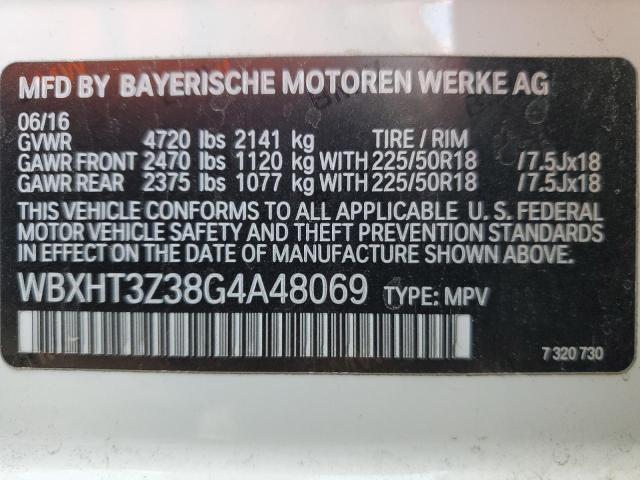 MFD BY BAYERISCHE MOTOREN WERKE AG
06/16
GVWR 4720 lbs 2141 kg TIRE / RIM
GAWR FRONT 2470 lbs 1120 kg WITH 225/50R18 /7.5Jx18
GAWR REAR 2375 lbs 1077 kg WITH 225/50R18 /7.5Jx18
THIS VEHICLE CONFORMS TO ALL APPLICABLE U. S. FEDERAL
MOTOR VEHICLE SAFETY AND THEFT PREVENTION STANDARDS
IN EFFECT ON THE DATE OF MANUFACTURE SHOWN ABOVE.
WBXHT3Z38G4A48069 TYPE: MPV
7 320 730